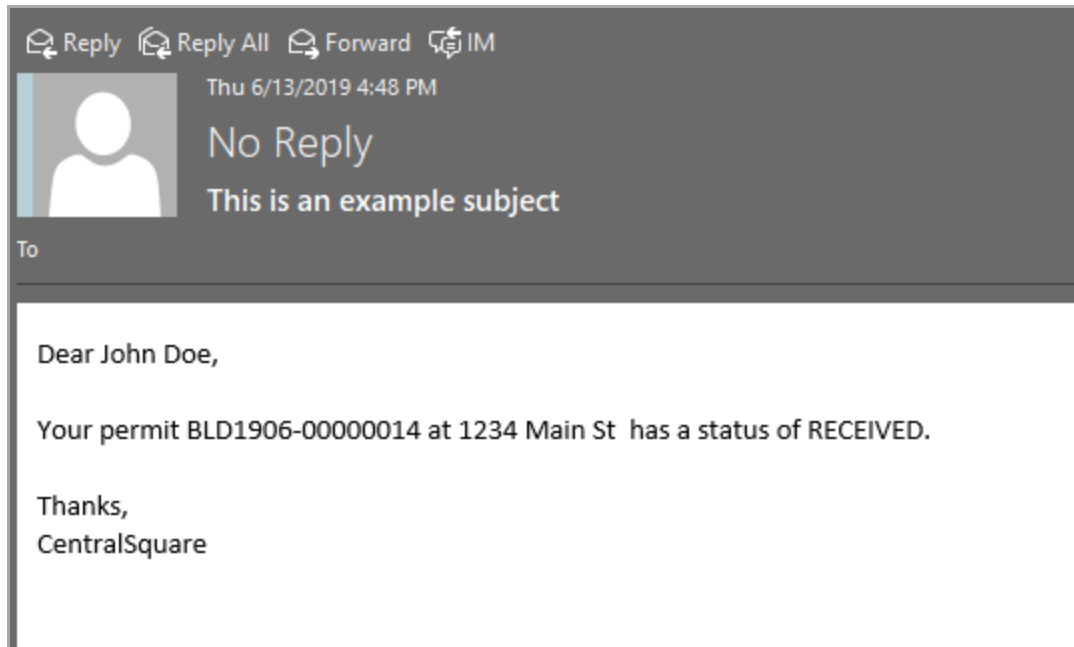 Reply Reply All Forward IM
Thu 6/13/2019 4:48 PM
No Reply
This is an example subject
To
Dear John Doe,
Your permit BLD1906-00000014 at 1234 Main St  has a status of RECEIVED.
Thanks,
CentralSquare